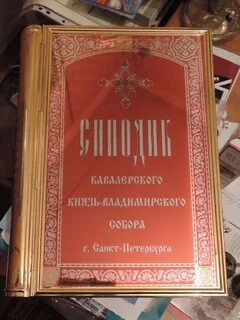 СИНОДИК
КАВАЛЕРСКОГО
КНЯЗЬ-ВЛАДИМИРСКОГО
СОБОРА
г. Санкт-Петербурга